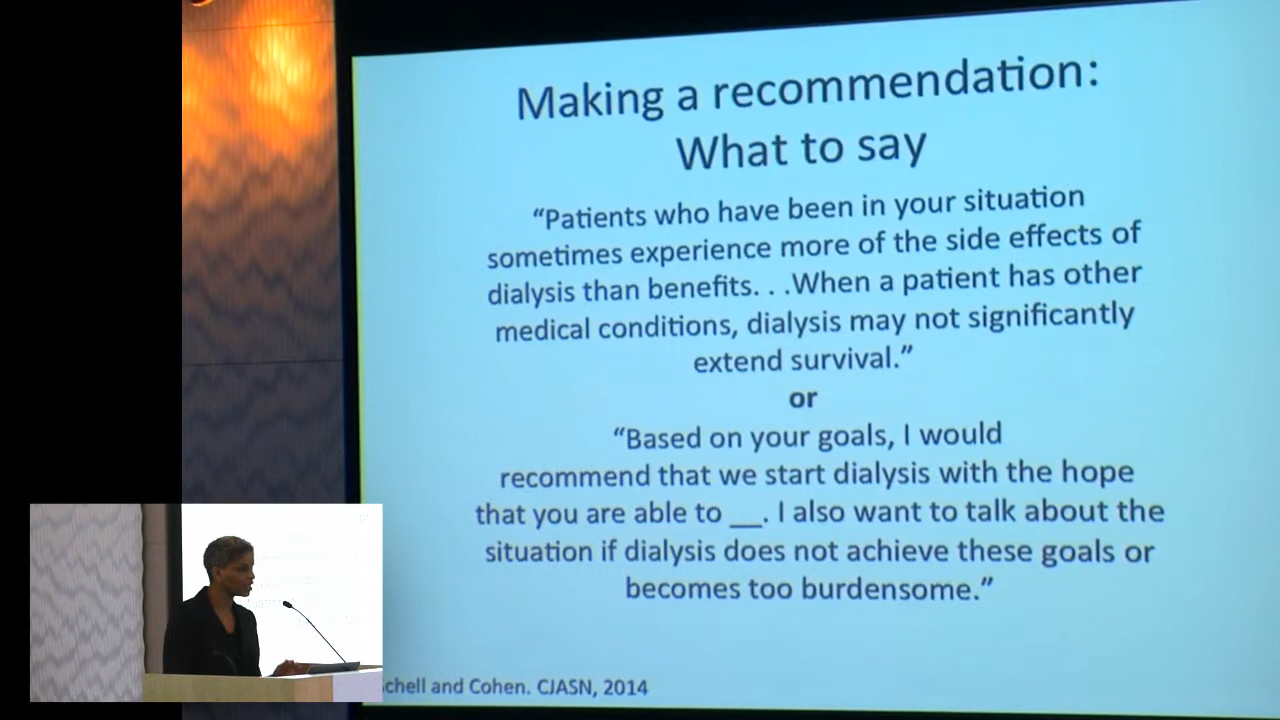 Making a recommendation:
What to say
“Patients who have been in your situation
sometimes experience more of the side effects of
dialysis than benefits. . .When a patient has other
medical conditions, dialysis may not significantly
extend survival.”
or
“Based on your goals, I would
recommend that we start dialysis with the hope
that you are able to __. I also want to talk about the
situation if dialysis does not achieve these goals or
becomes too burdensome.”
chell and Cohen. CJASN, 2014